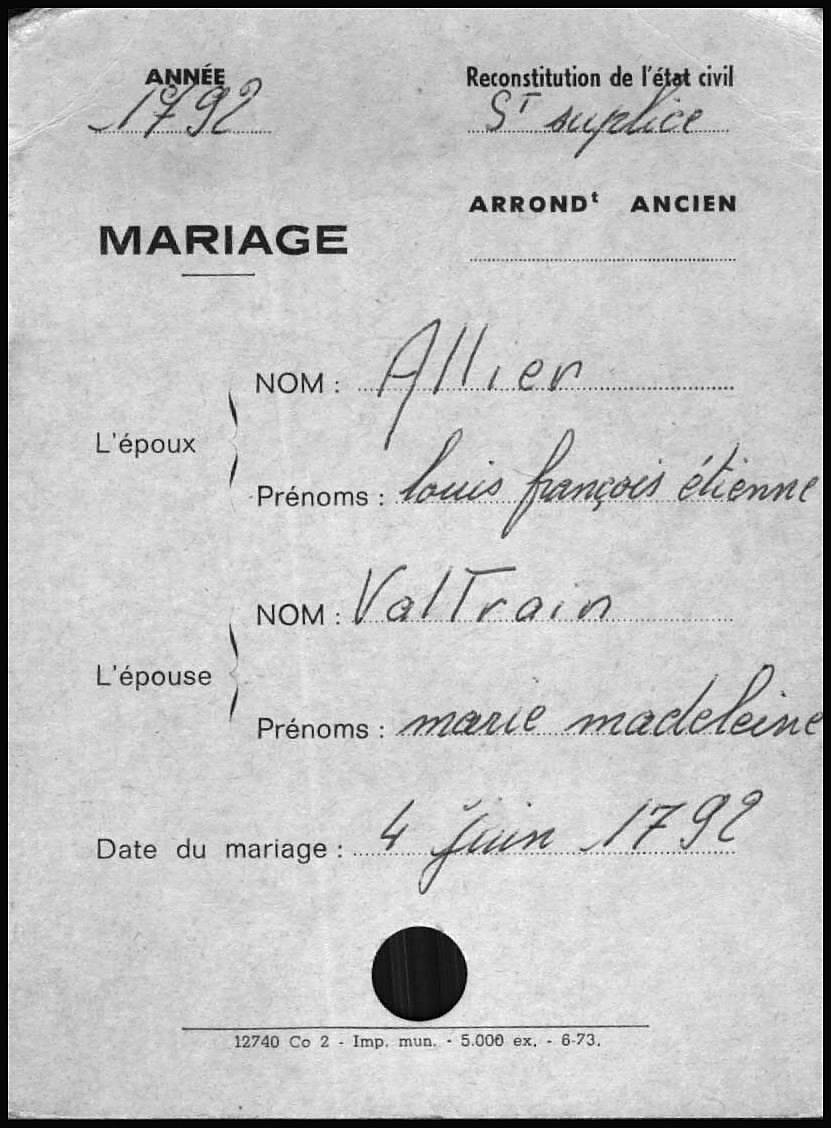 ANNÉE
1792
Reconstitution de l'état civil
St suplice
ARRONDt ANCIEN
MARIAGE
L'époux
NOM : Allier
Prénoms : louis françois étienne
L'épouse
NOM : Valtrain
Prénoms : marie madeleine
Date du mariage : 4 juin 1792
12740 Co 2 - Imp. mun. - 5.000 ex. - 6-73.